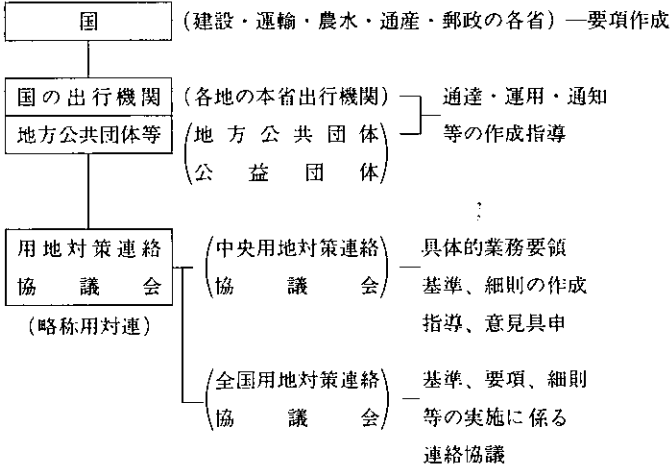 国 (建設・運輸・農水・通産・郵政の各省) ―要項作成
国の出行機関 (各地の本省出行機関) 通達・運用・通知
地方公共団体等 (地方公共団体 等の作成指導
公益団体)
用地対策連絡 (中央用地対策連絡 ― 具体的業務要領
協議会 協議会) 基準、細則の作成
(略称用対連) 指導、意見具申
(全国用地対策連絡 ― 基準、要項、細則
協議会) 等の実施に係る
連絡協議